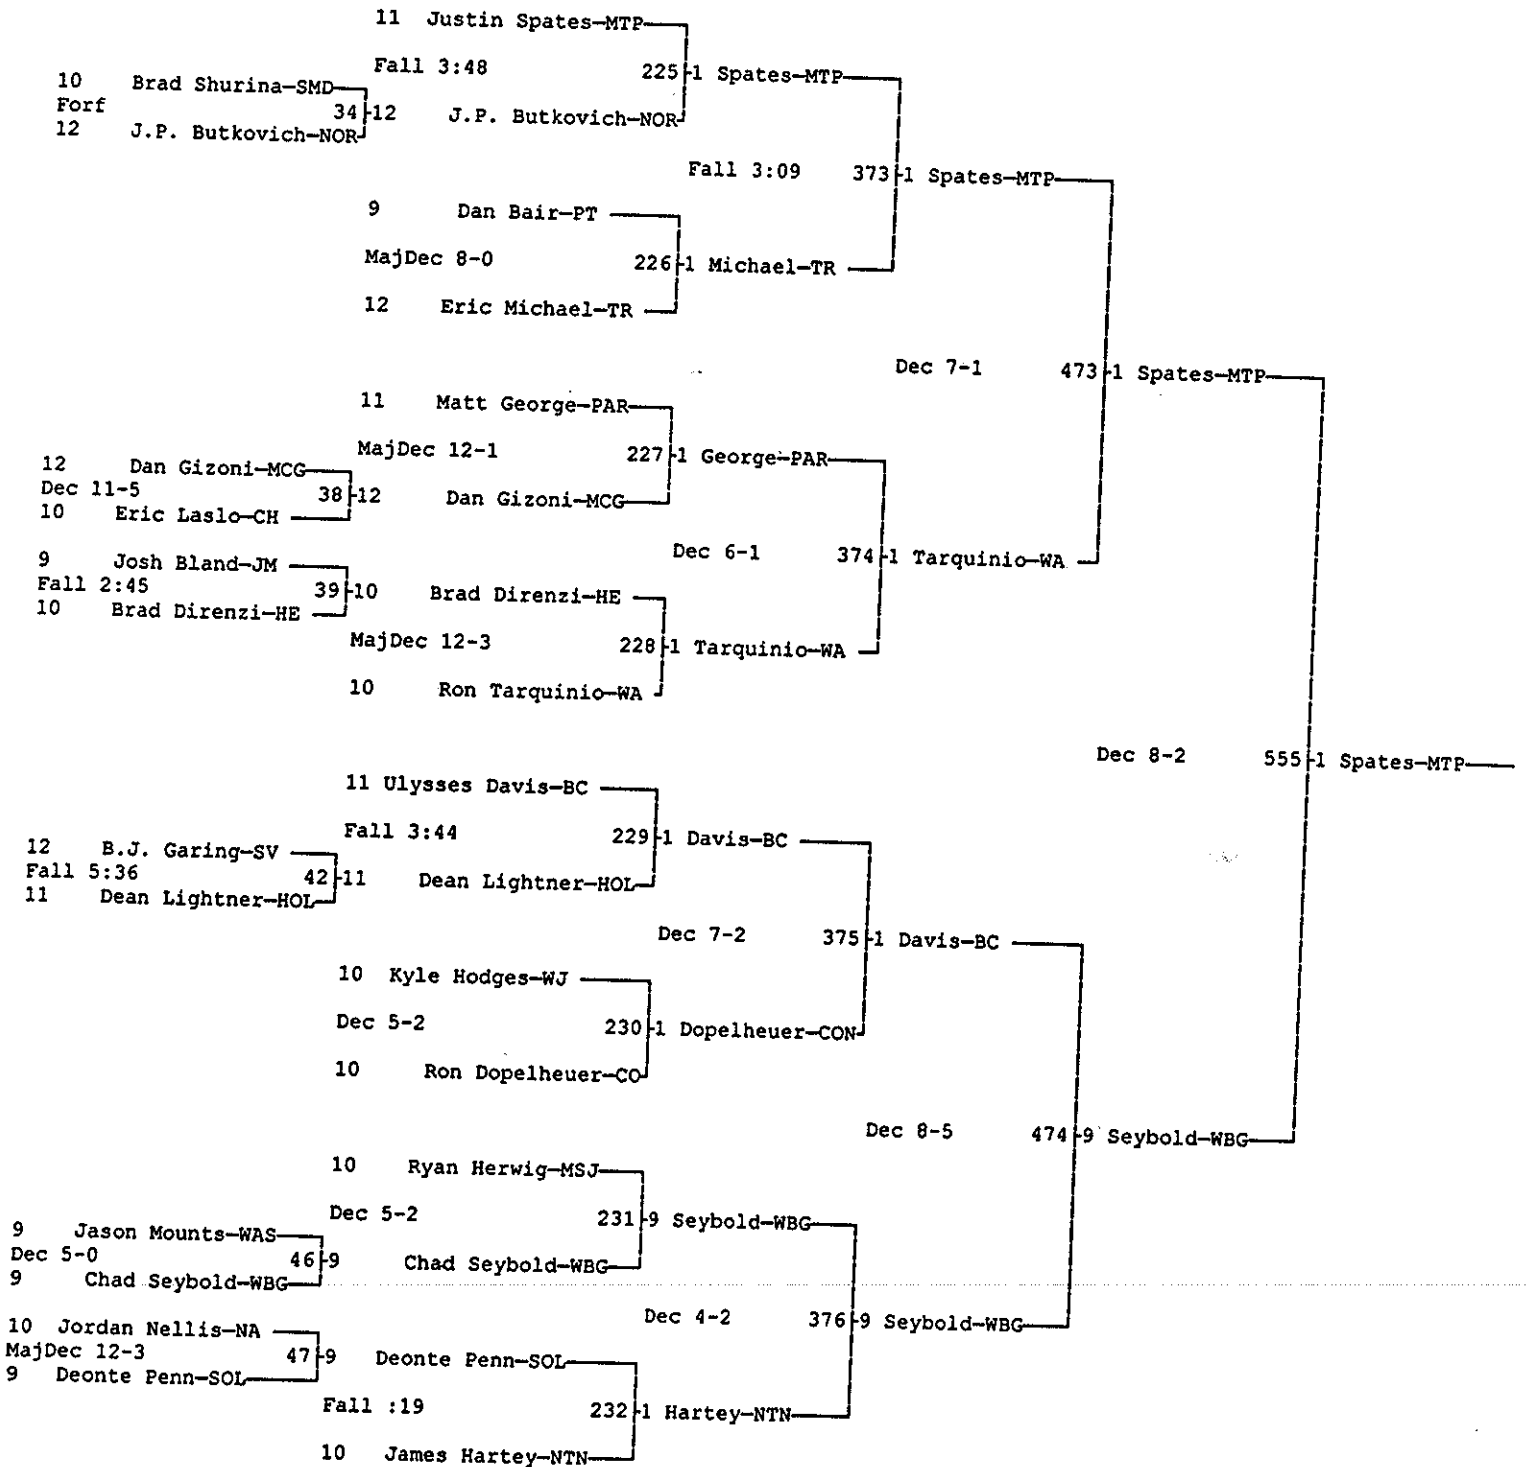 11 Justin Spates-MTP
Fall 3:48 225 1 Spates-MTP
10 Brad Shurina-SMD
Forf 34 12 J.P. Butkovich-NOR
12 J.P. Butkovich-NOR
Fall 3:09 373 1 Spates-MTP
9 Dan Bair-PT
MajDec 8-0 226 1 Michael-TR
12 Eric Michael-TR
Dec 7-1 473 1 Spates-MTP
11 Matt George-PAR
MajDec 12-1 227 1 George-PAR
12 Dan Gizoni-MCG
Dec 11-5 38 12 Dan Gizoni-MCG
10 Eric Laslo-CH
Dec 6-1 374 1 Tarquinio-WA
9 Josh Bland-JM
Fall 2:45 39 10 Brad Direnzi-HE
10 Brad Direnzi-HE
MajDec 12-3 228 1 Tarquinio-WA
10 Ron Tarquinio-WA
Dec 8-2 555 1 Spates-MTP
11 Ulysses Davis-BC
Fall 3:44 229 1 Davis-BC
12 B.J. Garing-SV
Fall 5:36 42 11 Dean Lightner-HOL
11 Dean Lightner-HOL
Dec 7-2 375 1 Davis-BC
10 Kyle Hodges-WJ
Dec 5-2 230 1 Dopelheuer-CON
10 Ron Dopelheuer-CO
Dec 8-5 474 9 Seybold-WBG
10 Ryan Herwig-MSJ
Dec 5-2 231 9 Seybold-WBG
9 Jason Mounts-WAS
Dec 5-0 46 9 Chad Seybold-WBG
9 Chad Seybold-WBG
Dec 4-2 376 9 Seybold-WBG
10 Jordan Nellis-NA
MajDec 12-3 47 9 Deonte Penn-SOL
9 Deonte Penn-SOL
Fall :19 232 1 Hartey-NTN
10 James Hartey-NTN